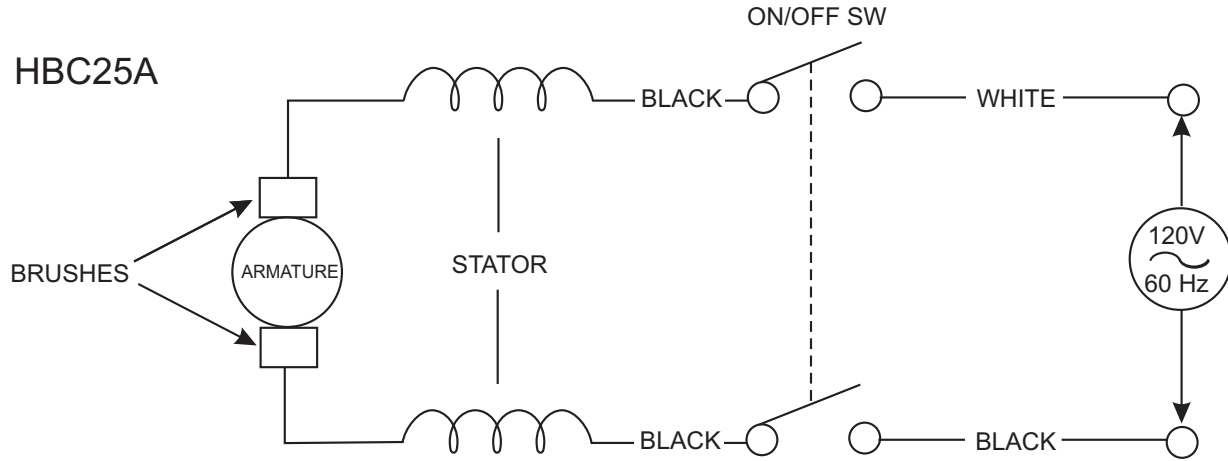 ON/OFF SW
HBC25A
BLACK
WHITE
120V
60 Hz
BRUSHES
ARMATURE
STATOR
BLACK
BLACK